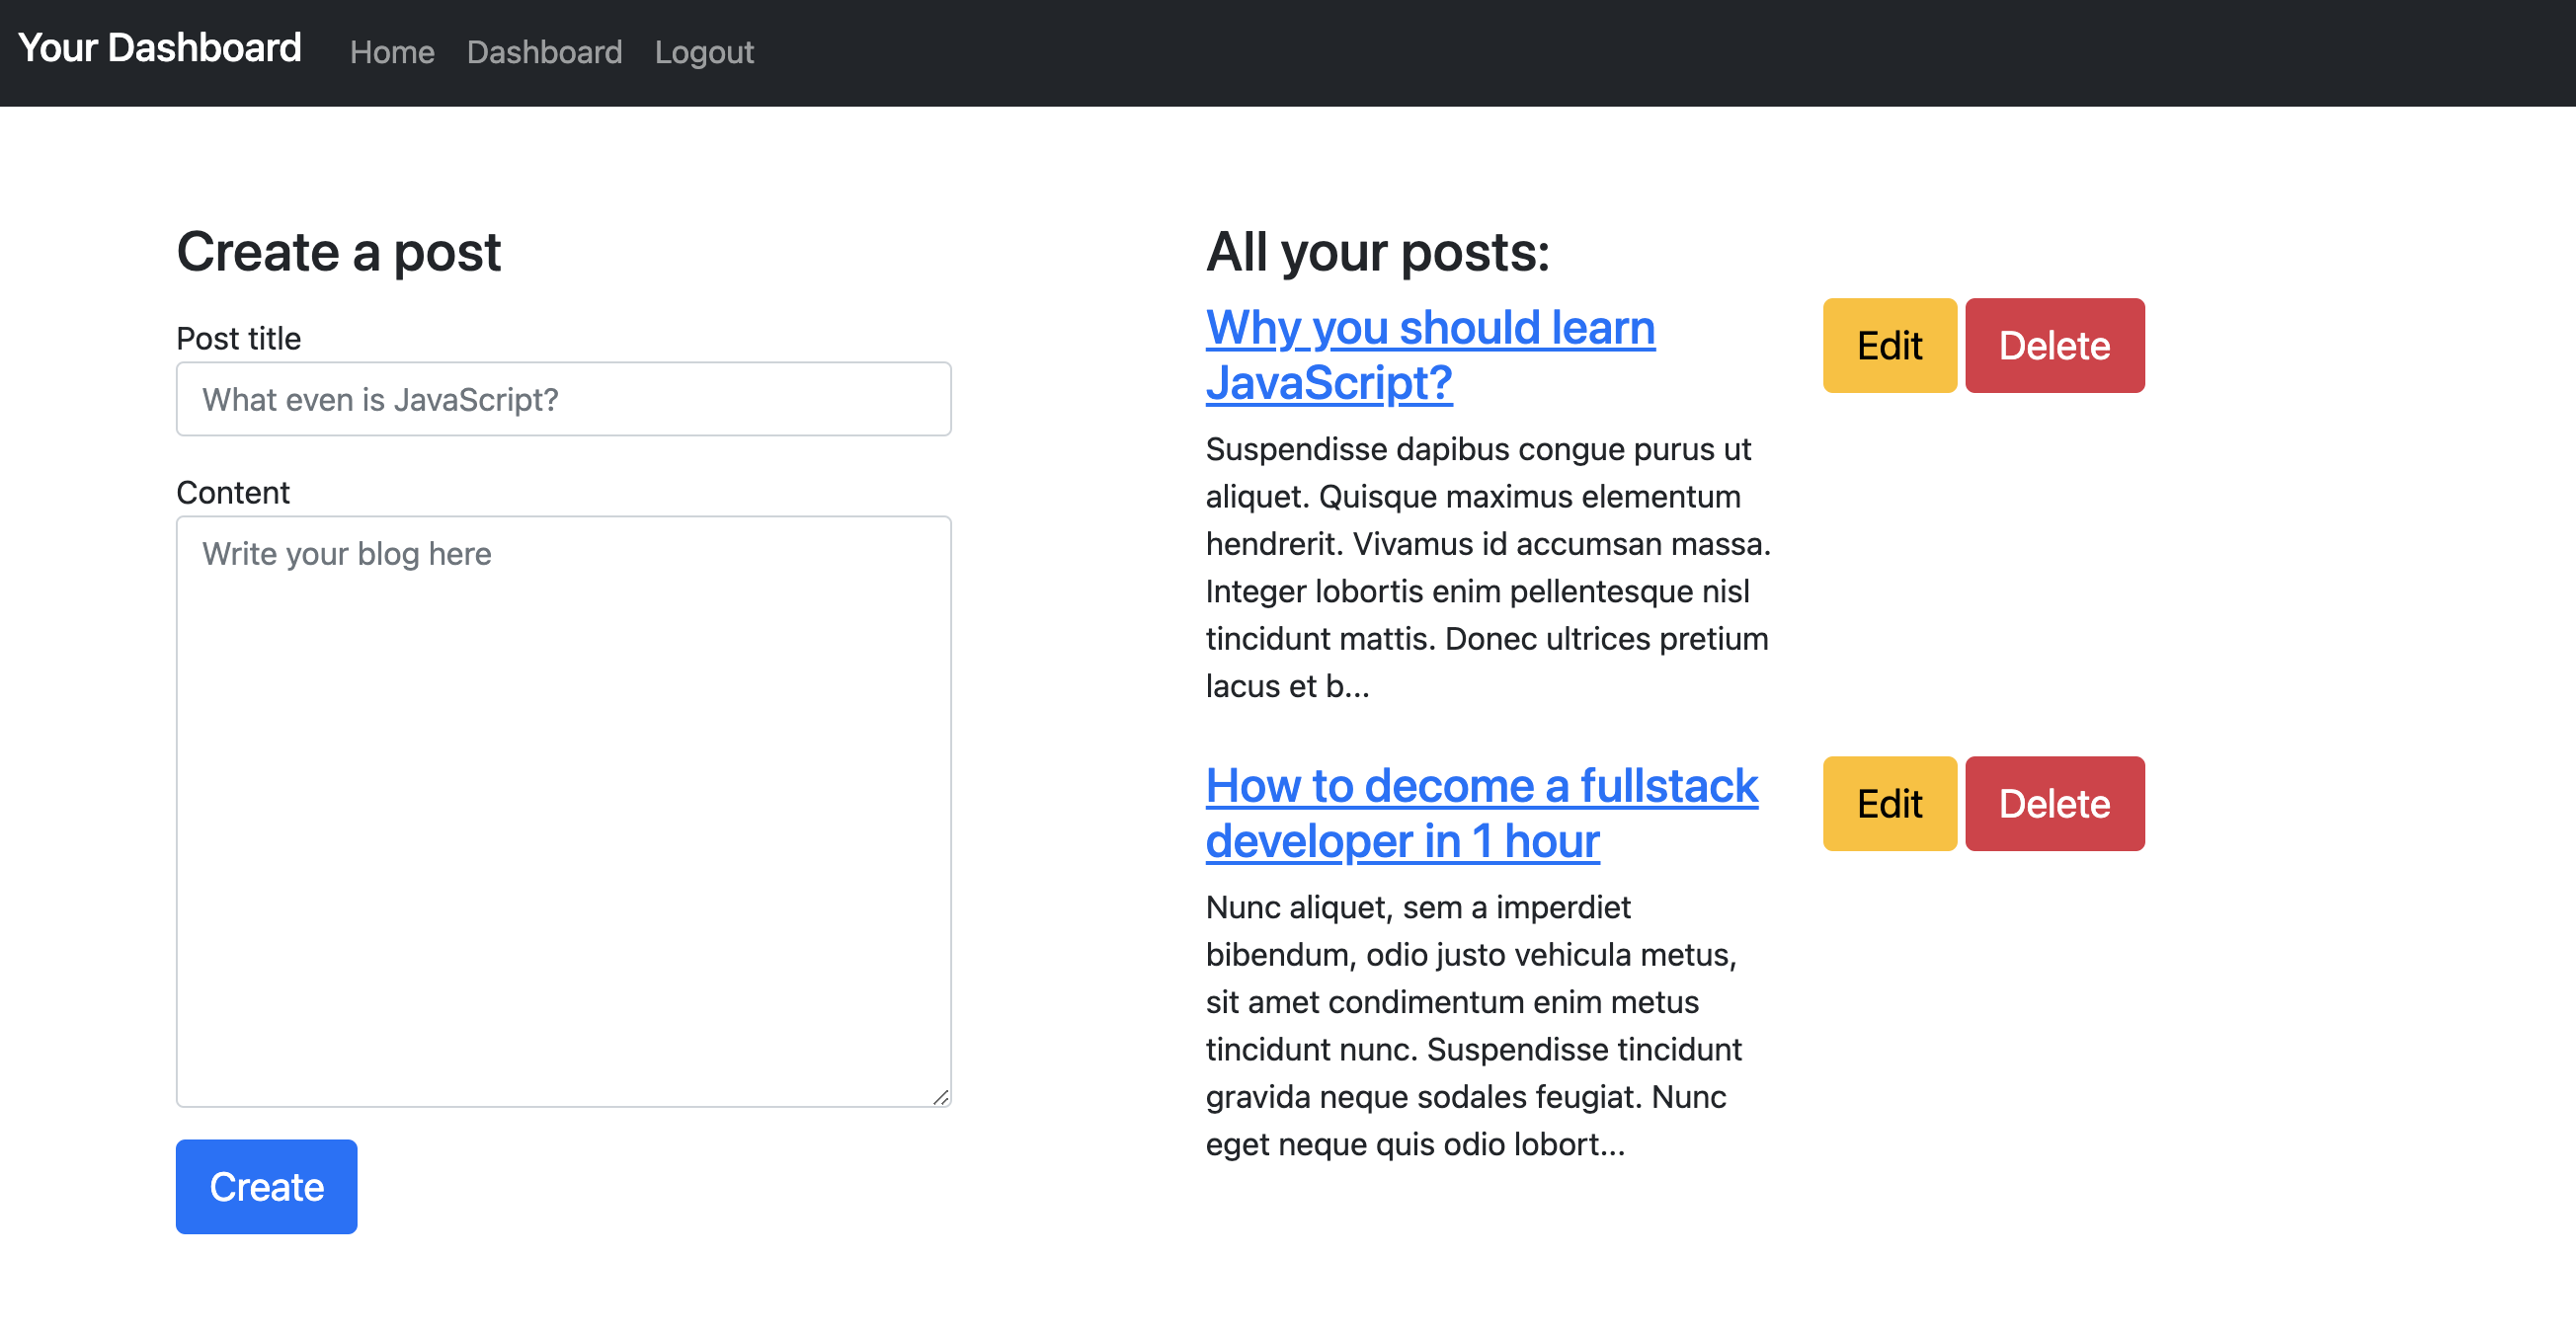 Your Dashboard Home Dashboard Logout
Create a post
Post title
What even is JavaScript?
Content
Write your blog here
Create
All your posts:
Why you should learn
JavaScript?
Edit Delete
Suspendisse dapibus congue purus ut
aliquet. Quisque maximus elementum
hendrerit. Vivamus id accumsan massa.
Integer lobortis enim pellentesque nisl
tincidunt mattis. Donec ultrices pretium
lacus et b...
How to decome a fullstack
developer in 1 hour
Edit Delete
Nunc aliquet, sem a imperdiet
bibendum, odio justo vehicula metus,
sit amet condimentum enim metus
tincidunt nunc. Suspendisse tincidunt
gravida neque sodales feugiat. Nunc
eget neque quis odio lobort...